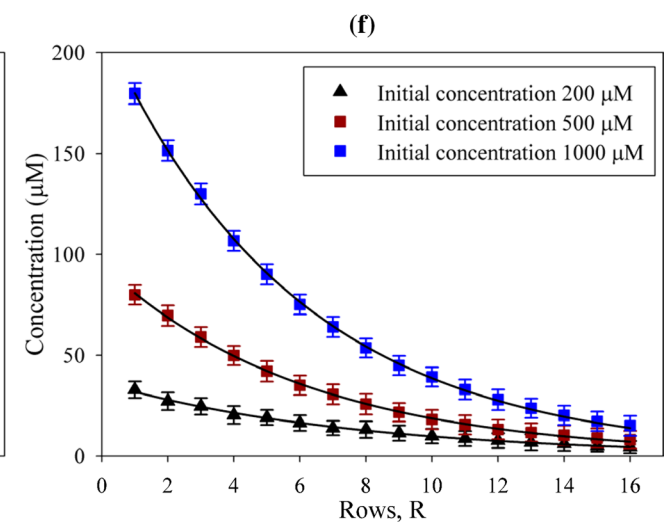 (f)
200
150
100
50
0
Concentration (μM)
Initial concentration 200 μM
Initial concentration 500 μM
Initial concentration 1000 μM
0 2 4 6 8 10 12 14 16
Rows, R